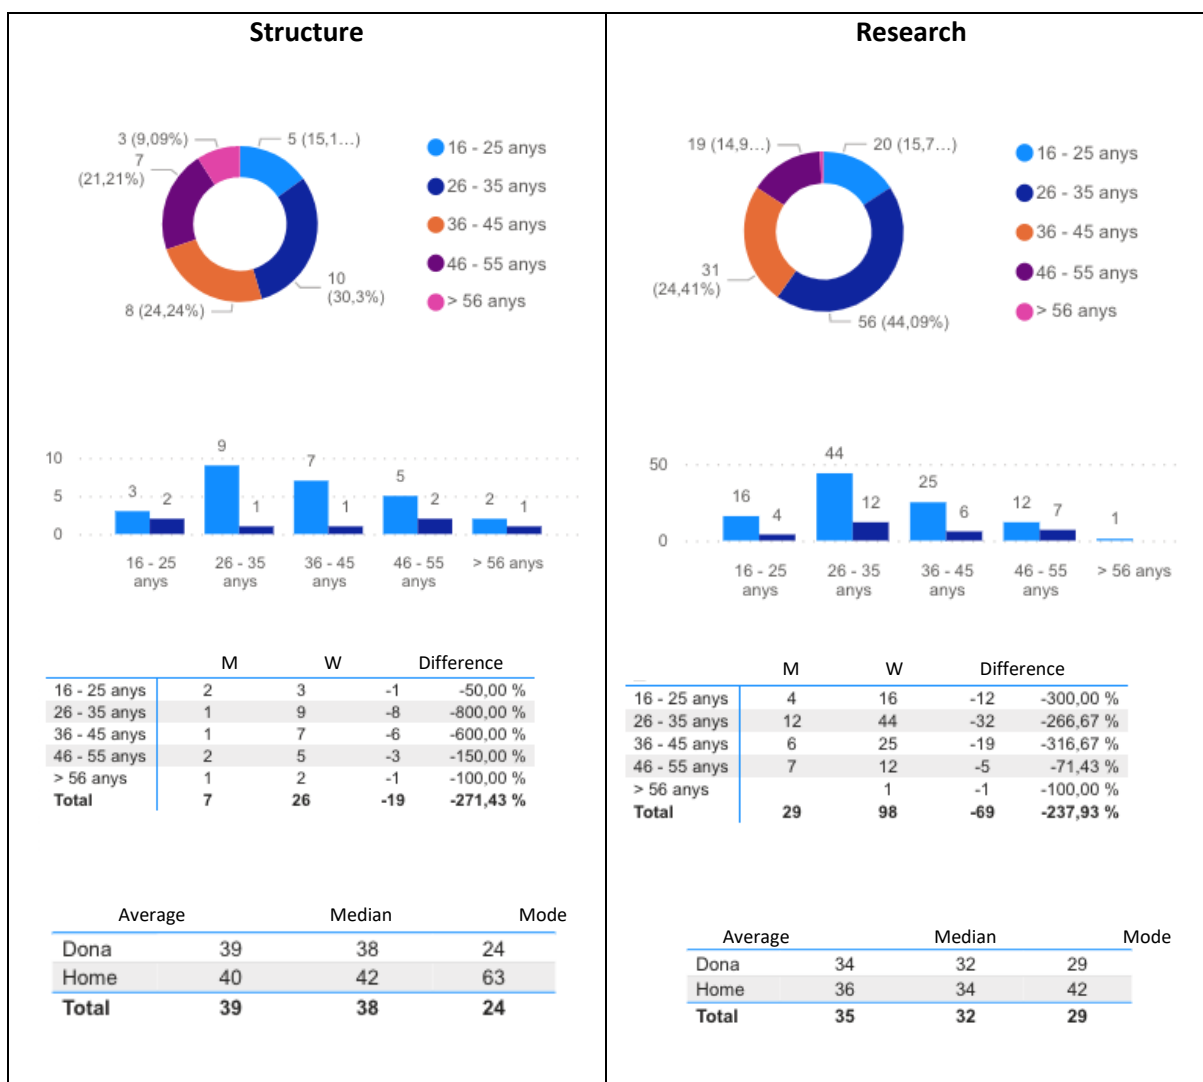 Structure
3 (9,09%)
5 (15,1…)
7
(21,21%)
10
(30,3%)
8 (24,24%)
16 - 25 anys
26 - 35 anys
36 - 45 anys
46 - 55 anys
> 56 anys
10
5
0
3 2 9 1 7 1 5 2 2 1
16 - 25 26 - 35 36 - 45 46 - 55 > 56 anys
anys anys anys anys
M W Difference
16 - 25 anys 2 3 -1 -50,00 %
26 - 35 anys 1 9 -8 -800,00 %
36 - 45 anys 1 7 -6 -600,00 %
46 - 55 anys 2 5 -3 -150,00 %
> 56 anys 1 2 -1 -100,00 %
Total 7 26 -19 -271,43 %
Average Median Mode
Dona 39 38 24
Home 40 42 63
Total 39 38 24
Research
19 (14,9…)
20 (15,7…)
31
(24,41%)
56 (44,09%)
16 - 25 anys
26 - 35 anys
36 - 45 anys
46 - 55 anys
> 56 anys
50
0
16 4 44 12 25 6 12 7 1
16 - 25 26 - 35 36 - 45 46 - 55 > 56 anys
anys anys anys anys
M W Difference
16 - 25 anys 4 16 -12 -300,00 %
26 - 35 anys 12 44 -32 -266,67 %
36 - 45 anys 6 25 -19 -316,67 %
46 - 55 anys 7 12 -5 -71,43 %
> 56 anys 1 -1 -100,00 %
Total 29 98 -69 -237,93 %
Average Median Mode
Dona 34 32 29
Home 36 34 42
Total 35 32 29